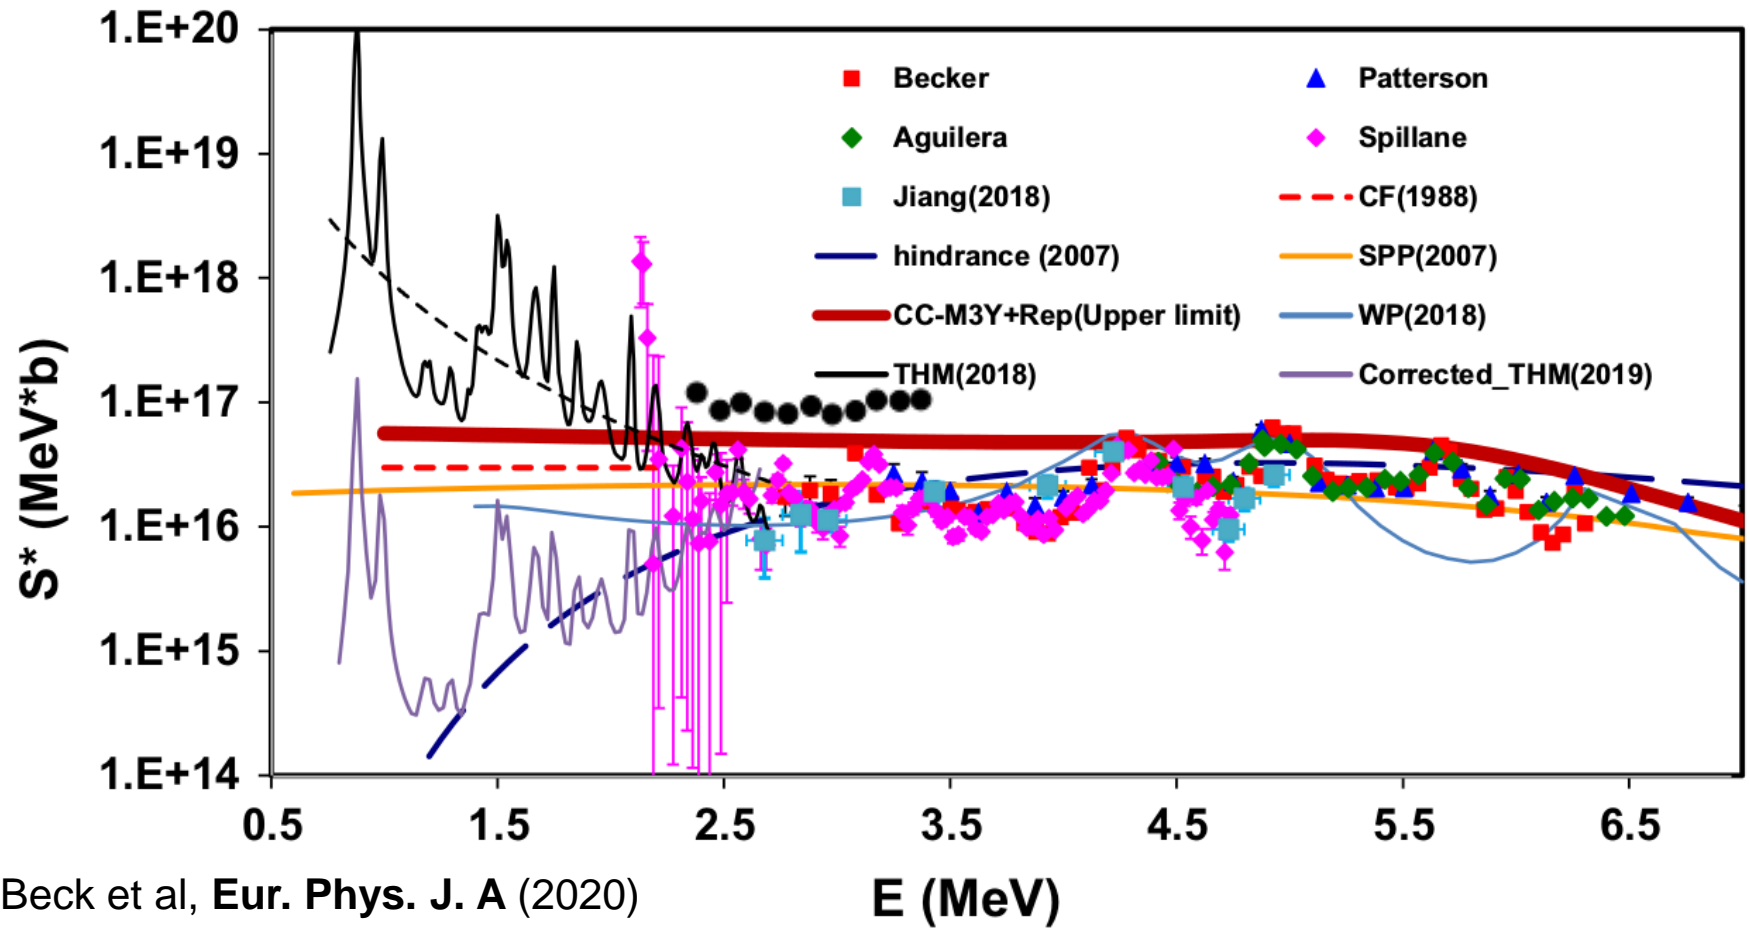 1.E+20
1.E+19
1.E+18
1.E+17
1.E+16
1.E+15
1.E+14
S* (MeV*b)
Becker
Patterson
Aguilera
Spillane
Jiang(2018)
CF(1988)
hindrance (2007)
SPP(2007)
CC-M3Y+Rep(Upper limit)
WP(2018)
THM(2018)
Corrected_THM(2019)
0.5 1.5 2.5 3.5 4.5 5.5 6.5
E (MeV)
Beck et al, Eur. Phys. J. A (2020)